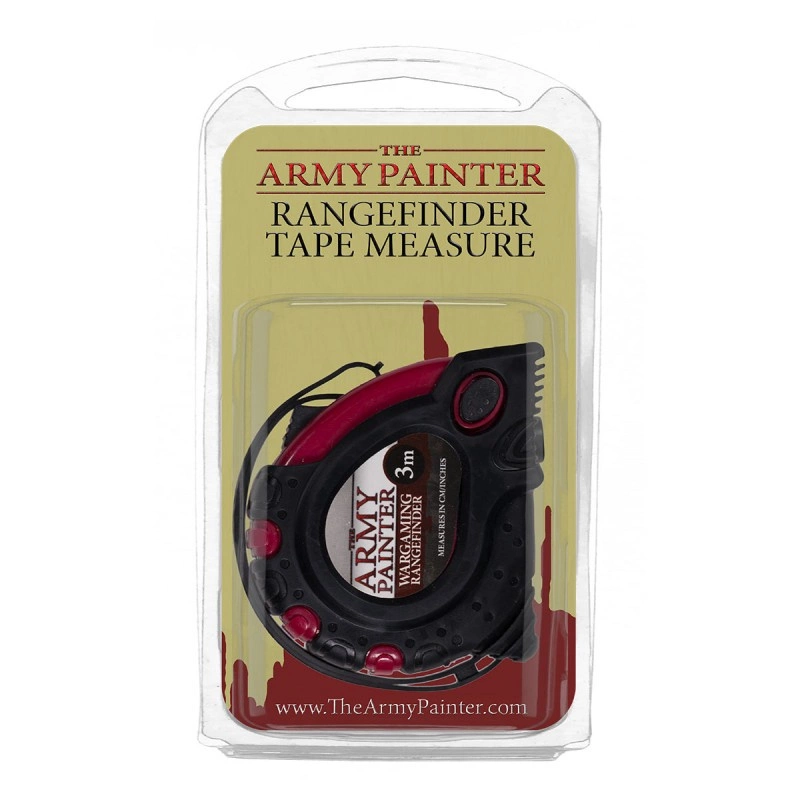 THE
ARMY PAINTER
RANGEFINDER
TAPE MEASURE
THE
ARMY
PAINTER
WARGAMING
RANGEFINDER
3m
MEASURES IN CM/INCHES
www.TheArmyPainter.com